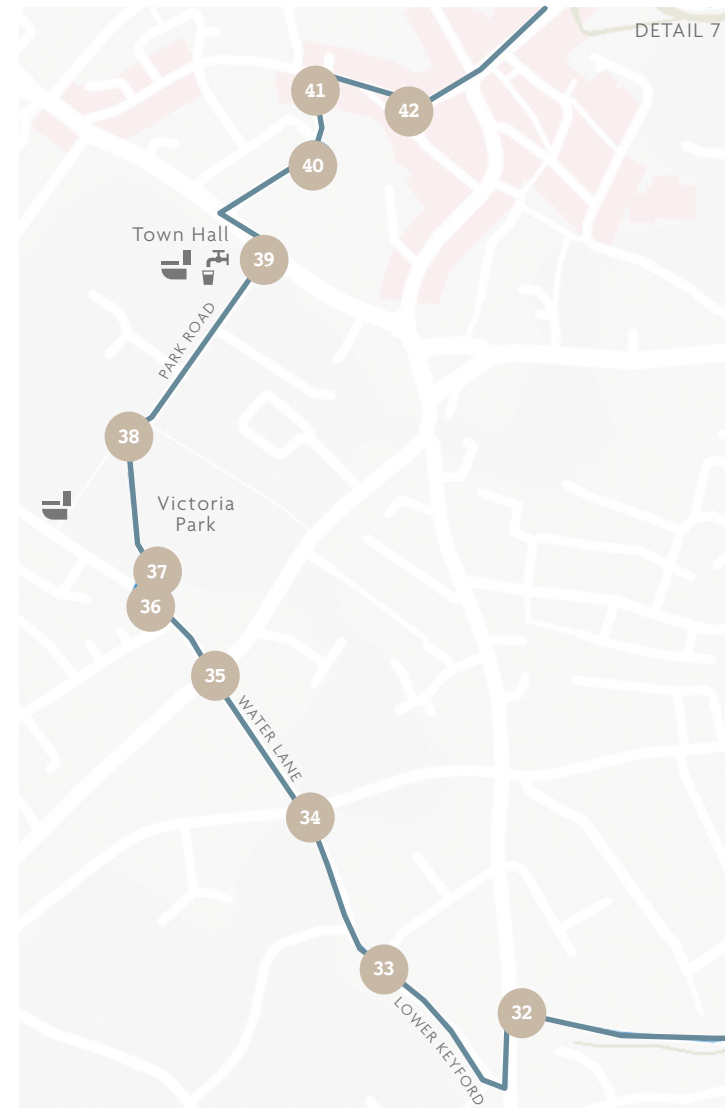 DETAIL 7
41
42
40
Town Hall
39
PARK ROAD
38
Victoria
Park
37
36
35
WATER LANE
34
33
32
LOWER KEYFORD